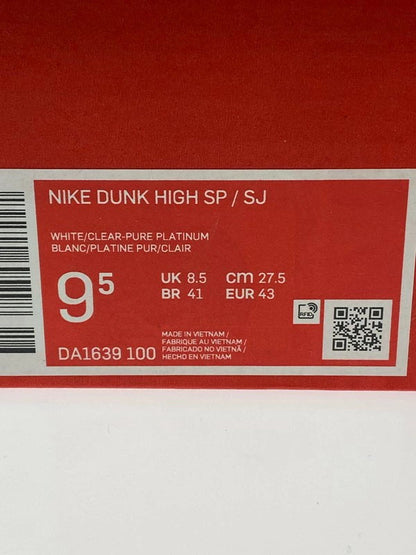 NIKE DUNK HIGH SP / SJ
WHITE/CLEAR-PURE PLATINUM
BLANC/PLATINE PUR/CLAIR
9 5
UK 8.5 cm 27.5
BR 41 EUR 43
RFID
DA1639 100
MADE IN VIETNAM /
FABRIQUE AU VIETNAM /
FABRICADO NO VIETNÃ /
HECHO EN VIETNAM